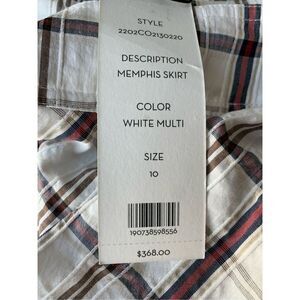 STYLE
2202CO2130220
DESCRIPTION
MEMPHIS SKIRT
COLOR
WHITE MULTI
SIZE
10
190738598556
$368.00